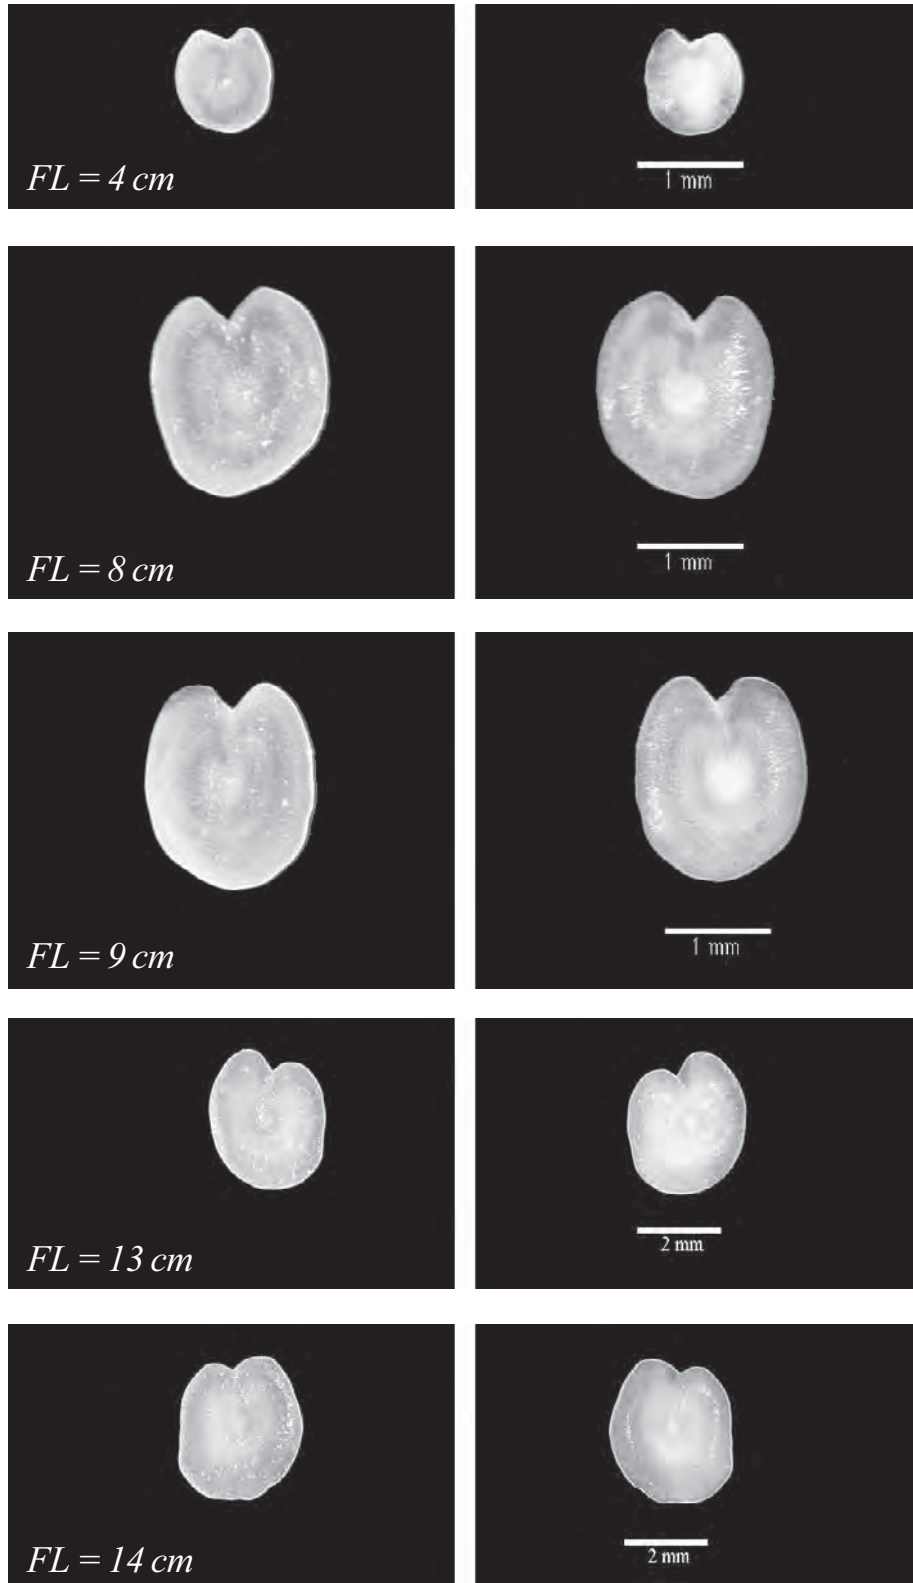 FL = 4 cm
1 mm
FL = 8 cm
1 mm
FL = 9 cm
1 mm
FL = 13 cm
2 mm
FL = 14 cm
2 mm